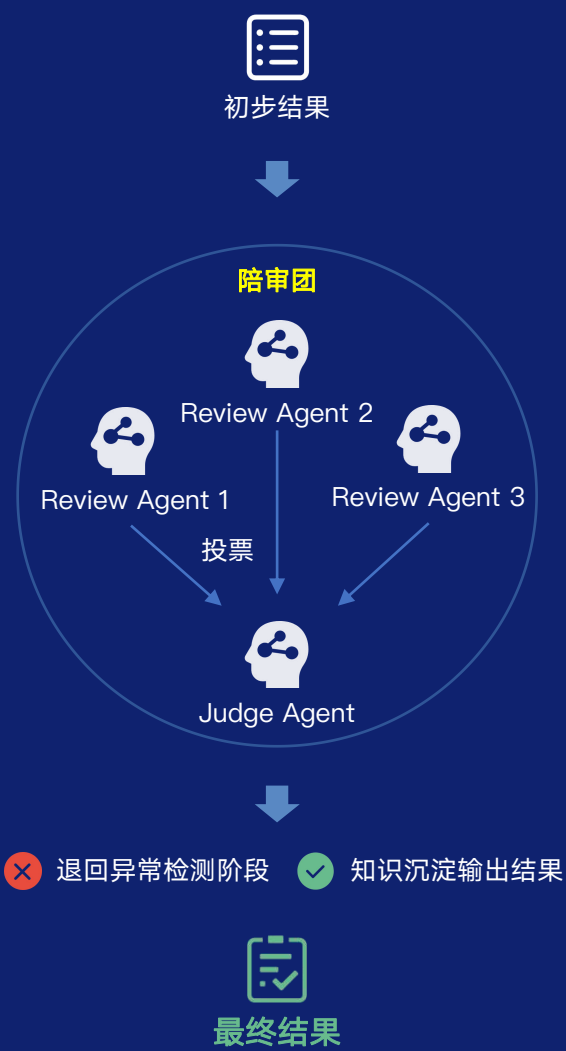 初步结果
陪审团
Review Agent 2
Review Agent 1
Review Agent 3
投票
Judge Agent
退回异常检测阶段
知识沉淀输出结果
最终结果